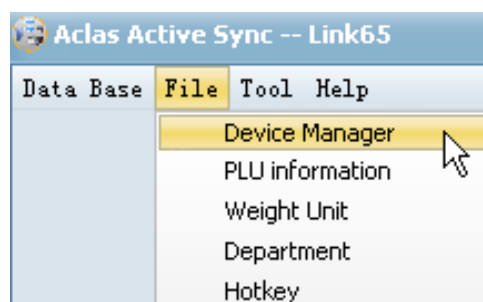 Aclas Active Sync -- Link65
Data Base File Tool Help
Device Manager
PLU information
Weight Unit
Department
Hotkey